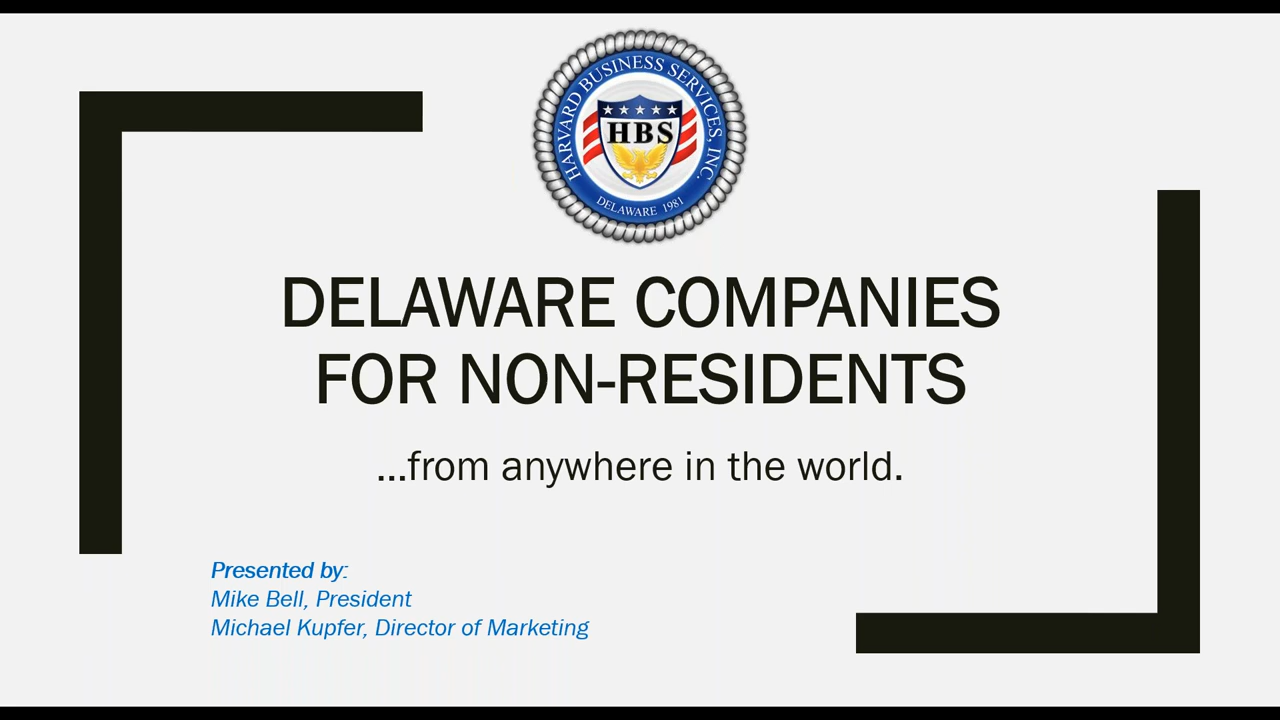 HARVARD BUSINESS SERVICES, INC.
HBS
DELAWARE 1981
DELAWARE COMPANIES
FOR NON-RESIDENTS
...from anywhere in the world.
Presented by:
Mike Bell, President
Michael Kupfer, Director of Marketing